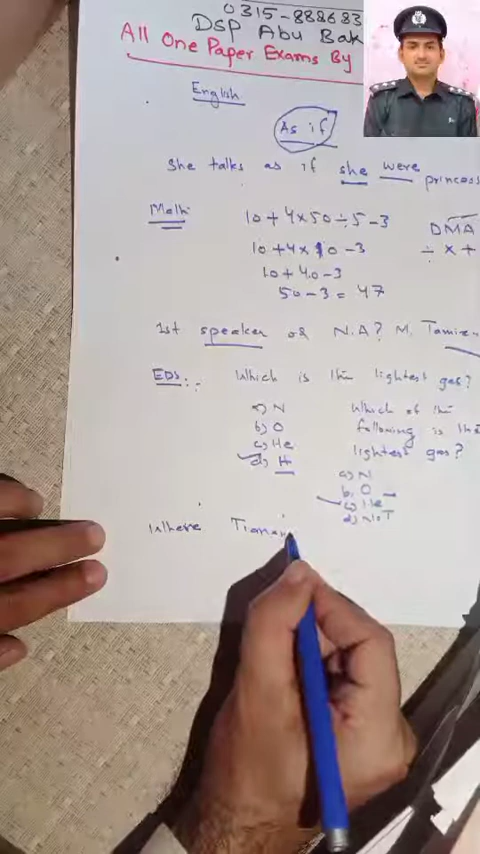 0315-888683
DSP Abu Bak
All One Paper Exams By
English
As if
She talks as if she were princess
Math
10+4×50÷5-3
DMA
10+4×10-3
÷ × +
10+40-3
50-3=47
1st speaker of N.A? M. Tamizu
EDS:
Which is the lightest gas?
a) N
b) O
c) He
d) H
Which of the
following is the
lightest gas?
a) N
b) O
c) He
d) NoT
Where